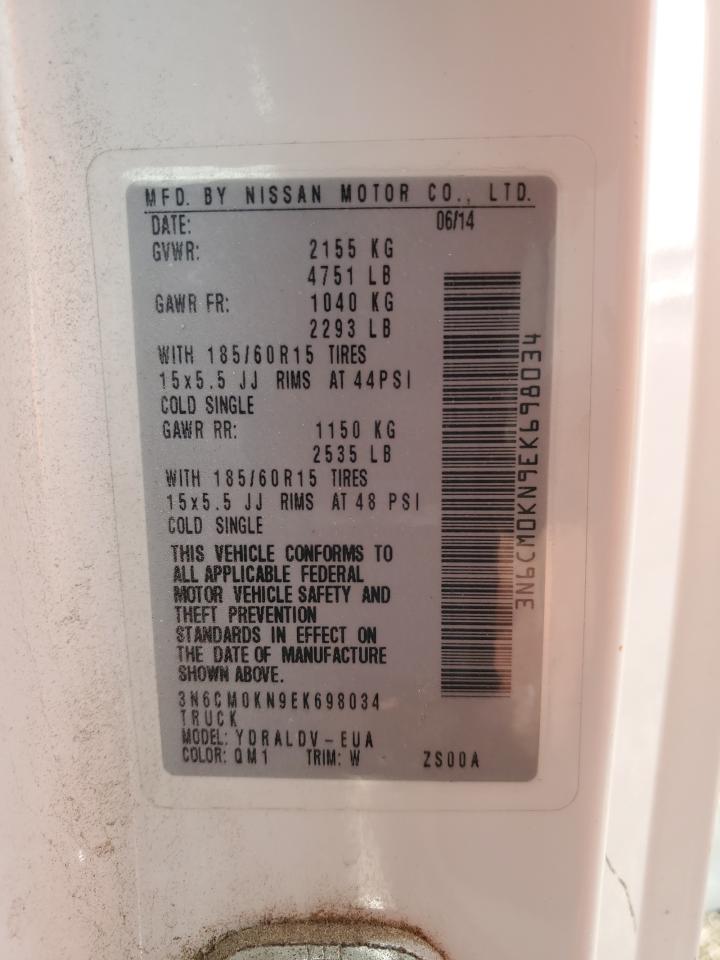 MFD. BY NISSAN MOTOR CO., LTD.
DATE: 06/14
GVWR: 2155 KG
4751 LB
GAWR FR: 1040 KG
2293 LB
WITH 185/60R15 TIRES
15x5.5 JJ RIMS AT 44PSI
COLD SINGLE
GAWR RR: 1150 KG
2535 LB
WITH 185/60R15 TIRES
15x5.5 JJ RIMS AT 48 PSI
COLD SINGLE
THIS VEHICLE CONFORMS TO
ALL APPLICABLE FEDERAL
MOTOR VEHICLE SAFETY AND
THEFT PREVENTION
STANDARDS IN EFFECT ON
THE DATE OF MANUFACTURE
SHOWN ABOVE.
3N6CM0KN9EK698034
TRUCK
MODEL: YDRALDV-EUA
COLOR: QM1 TRIM: W ZS00A
3N6CM0KN9EK698034